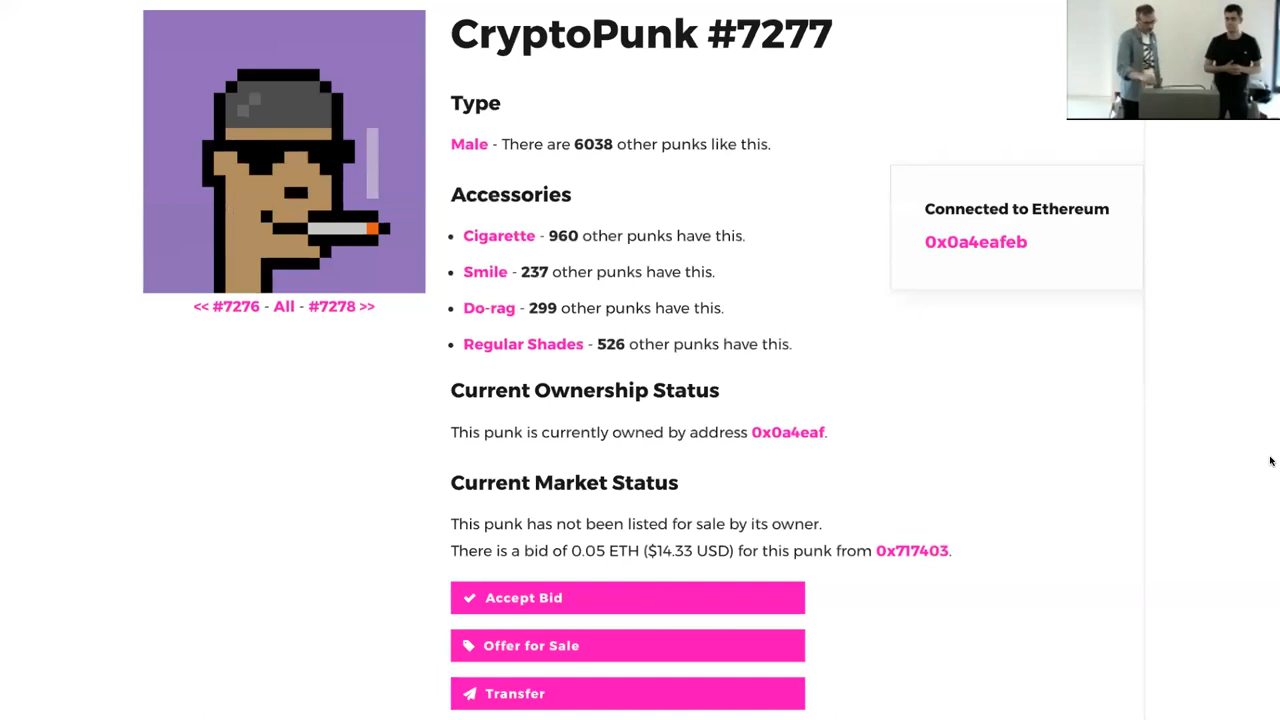 CryptoPunk #7277
Type
Male - There are 6038 other punks like this.
Accessories
Cigarette - 960 other punks have this.
Smile - 237 other punks have this.
Do-rag - 299 other punks have this.
Regular Shades - 526 other punks have this.
<< #7276 - All - #7278 >>
Connected to Ethereum
0x0a4eafeb
Current Ownership Status
This punk is currently owned by address 0x0a4eaf.
Current Market Status
This punk has not been listed for sale by its owner.
There is a bid of 0.05 ETH ($14.33 USD) for this punk from 0x717403.
Accept Bid
Offer for Sale
Transfer